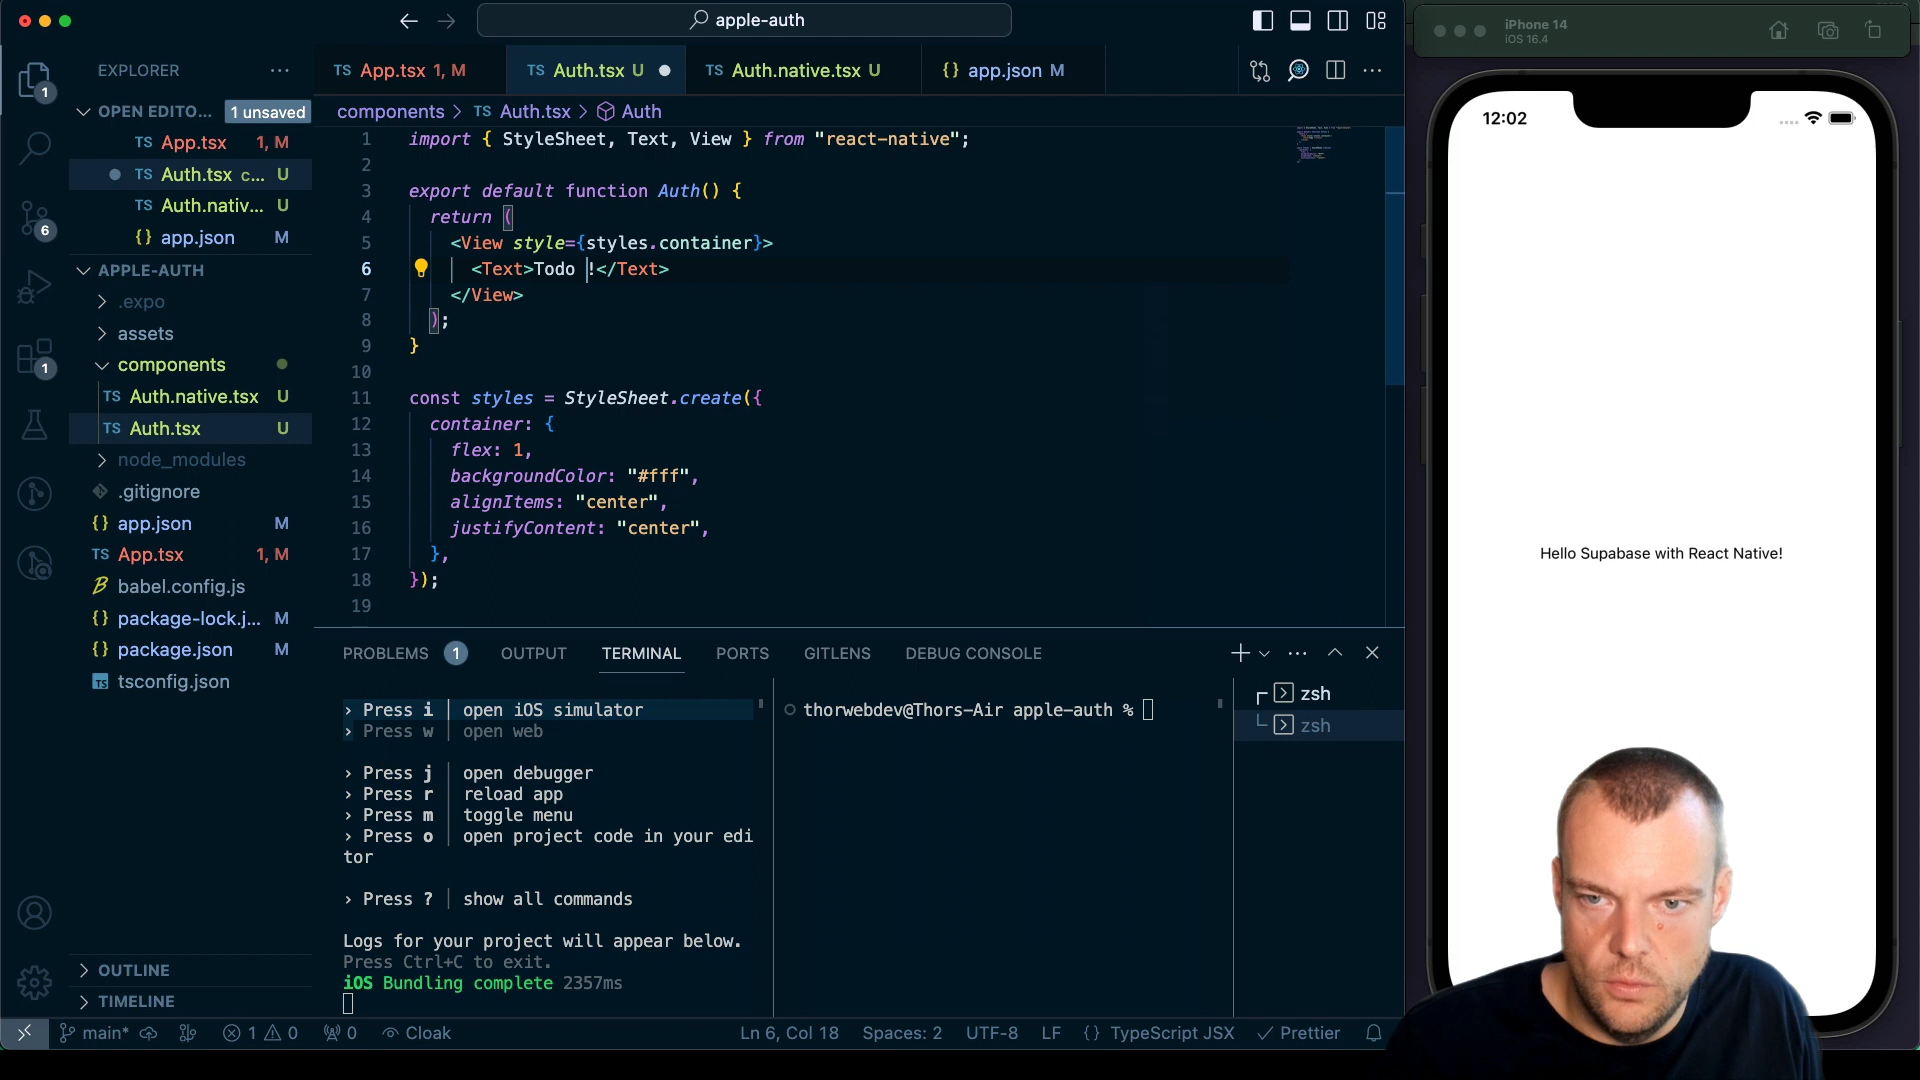 apple-auth
iPhone 14
iOS 16.4
EXPLORER
TS App.tsx 1, M
TS Auth.tsx U
TS Auth.native.tsx U
{} app.json M
OPEN EDITO... 1 unsaved
TS App.tsx 1, M
TS Auth.tsx c... U
TS Auth.nativ... U
{} app.json M
APPLE-AUTH
.expo
assets
components
TS Auth.native.tsx U
TS Auth.tsx U
node_modules
.gitignore
{} app.json M
TS App.tsx 1, M
babel.config.js
{} package-lock.j... M
{} package.json M
TS tsconfig.json
OUTLINE
TIMELINE
1
6
1
components > TS Auth.tsx > Auth
1 import { StyleSheet, Text, View } from "react-native";
2
3 export default function Auth() {
4 return (
5 <View style={styles.container}>
6 <Text>Todo !</Text>
7 </View>
8 );
9 }
10
11 const styles = StyleSheet.create({
12 container: {
13 flex: 1,
14 backgroundColor: "#fff",
15 alignItems: "center",
16 justifyContent: "center",
17 },
18 });
19
PROBLEMS 1 OUTPUT TERMINAL PORTS GITLENS DEBUG CONSOLE
› Press i │ open iOS simulator
› Press w │ open web
› Press j │ open debugger
› Press r │ reload app
› Press m │ toggle menu
› Press o │ open project code in your edi
tor
› Press ? │ show all commands
Logs for your project will appear below.
Press Ctrl+C to exit.
iOS Bundling complete 2357ms
thorwebdev@Thors-Air apple-auth %
zsh
zsh
main* 1 0 0 Cloak Ln 6, Col 18 Spaces: 2 UTF-8 LF {} TypeScript JSX Prettier
12:02
Hello Supabase with React Native!